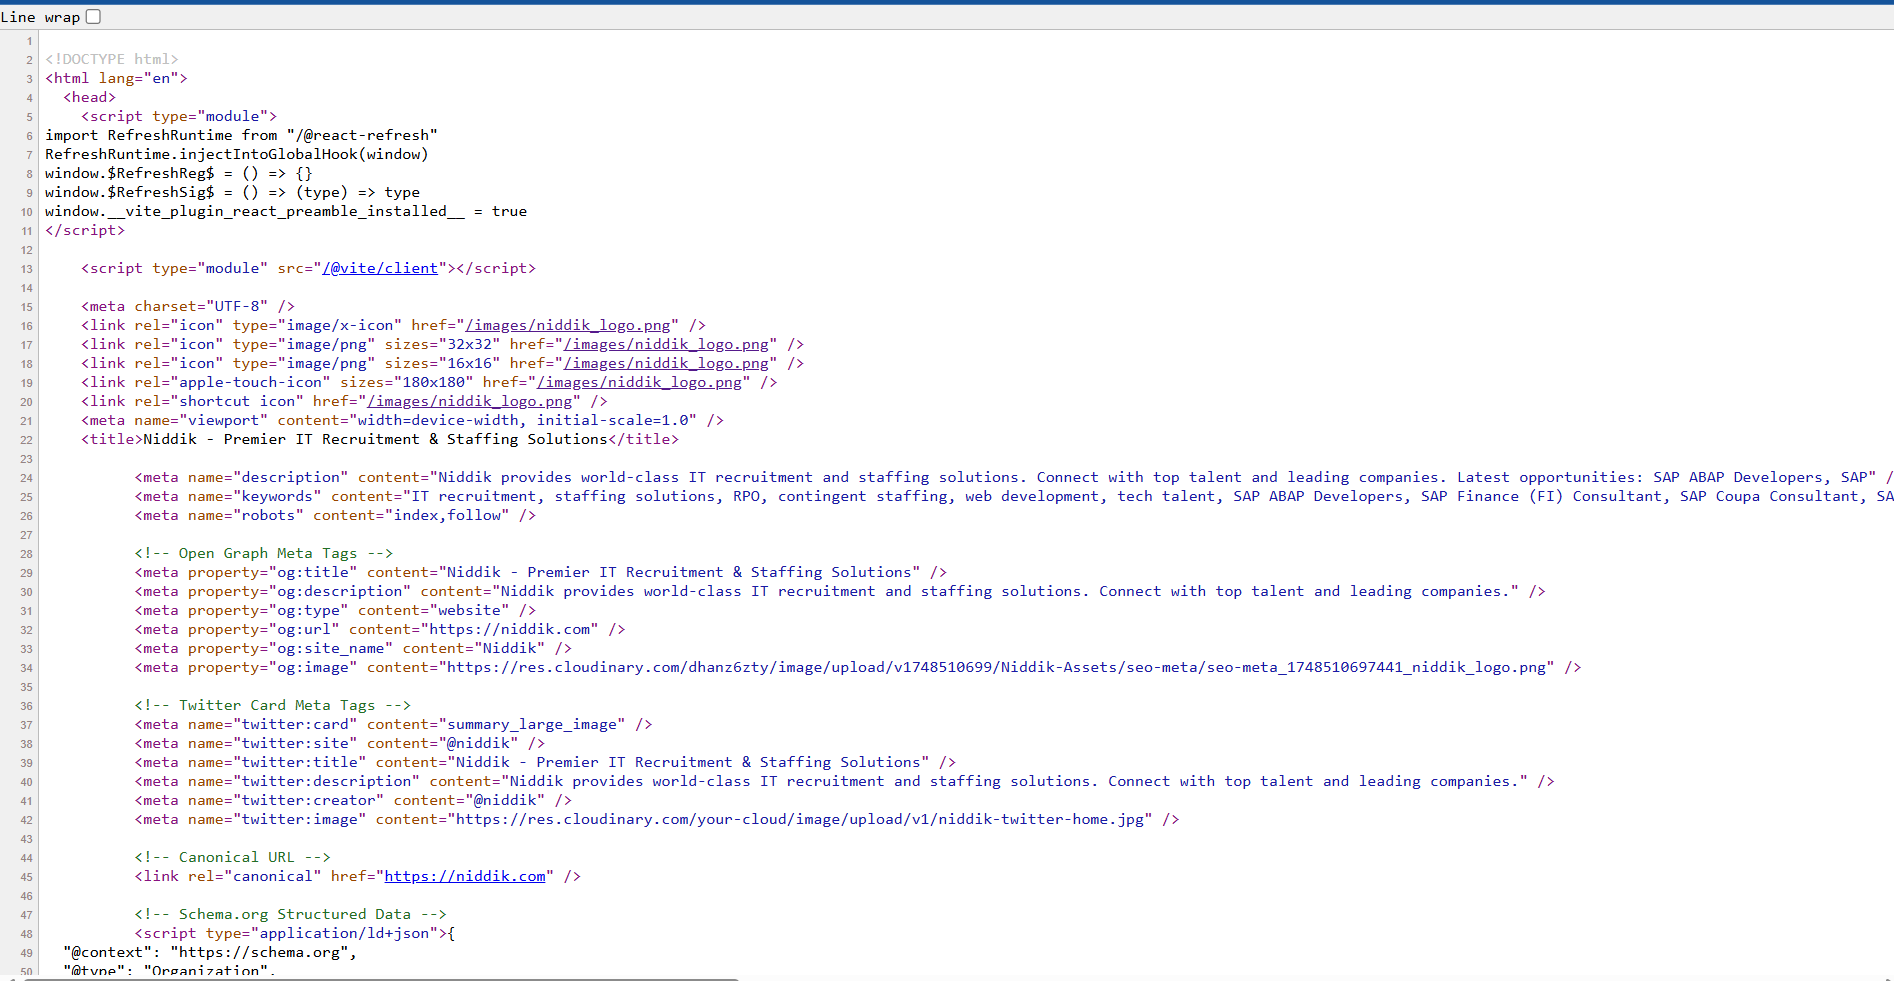 Line wrap
1
2 <!DOCTYPE html>
3 <html lang="en">
4 <head>
5 <script type="module">
6 import RefreshRuntime from "/@react-refresh"
7 RefreshRuntime.injectIntoGlobalHook(window)
8 window.$RefreshReg$ = () => {}
9 window.$RefreshSig$ = () => (type) => type
10 window.__vite_plugin_react_preamble_installed__ = true
11 </script>
12
13 <script type="module" src="/@vite/client"></script>
14
15 <meta charset="UTF-8" />
16 <link rel="icon" type="image/x-icon" href="/images/niddik_logo.png" />
17 <link rel="icon" type="image/png" sizes="32x32" href="/images/niddik_logo.png" />
18 <link rel="icon" type="image/png" sizes="16x16" href="/images/niddik_logo.png" />
19 <link rel="apple-touch-icon" sizes="180x180" href="/images/niddik_logo.png" />
20 <link rel="shortcut icon" href="/images/niddik_logo.png" />
21 <meta name="viewport" content="width=device-width, initial-scale=1.0" />
22 <title>Niddik - Premier IT Recruitment & Staffing Solutions</title>
23
24 <meta name="description" content="Niddik provides world-class IT recruitment and staffing solutions. Connect with top talent and leading companies. Latest opportunities: SAP ABAP Developers, SAP" /
25 <meta name="keywords" content="IT recruitment, staffing solutions, RPO, contingent staffing, web development, tech talent, SAP ABAP Developers, SAP Finance (FI) Consultant, SAP Coupa Consultant, SA
26 <meta name="robots" content="index,follow" />
27
28 <!-- Open Graph Meta Tags -->
29 <meta property="og:title" content="Niddik - Premier IT Recruitment & Staffing Solutions" />
30 <meta property="og:description" content="Niddik provides world-class IT recruitment and staffing solutions. Connect with top talent and leading companies." />
31 <meta property="og:type" content="website" />
32 <meta property="og:url" content="https://niddik.com" />
33 <meta property="og:site_name" content="Niddik" />
34 <meta property="og:image" content="https://res.cloudinary.com/dhanz6zty/image/upload/v1748510699/Niddik-Assets/seo-meta/seo-meta_1748510697441_niddik_logo.png" />
35
36 <!-- Twitter Card Meta Tags -->
37 <meta name="twitter:card" content="summary_large_image" />
38 <meta name="twitter:site" content="@niddik" />
39 <meta name="twitter:title" content="Niddik - Premier IT Recruitment & Staffing Solutions" />
40 <meta name="twitter:description" content="Niddik provides world-class IT recruitment and staffing solutions. Connect with top talent and leading companies." />
41 <meta name="twitter:creator" content="@niddik" />
42 <meta name="twitter:image" content="https://res.cloudinary.com/your-cloud/image/upload/v1/niddik-twitter-home.jpg" />
43
44 <!-- Canonical URL -->
45 <link rel="canonical" href="https://niddik.com" />
46
47 <!-- Schema.org Structured Data -->
48 <script type="application/ld+json">{
49 "@context": "https://schema.org",
50 "@type": "Organization",